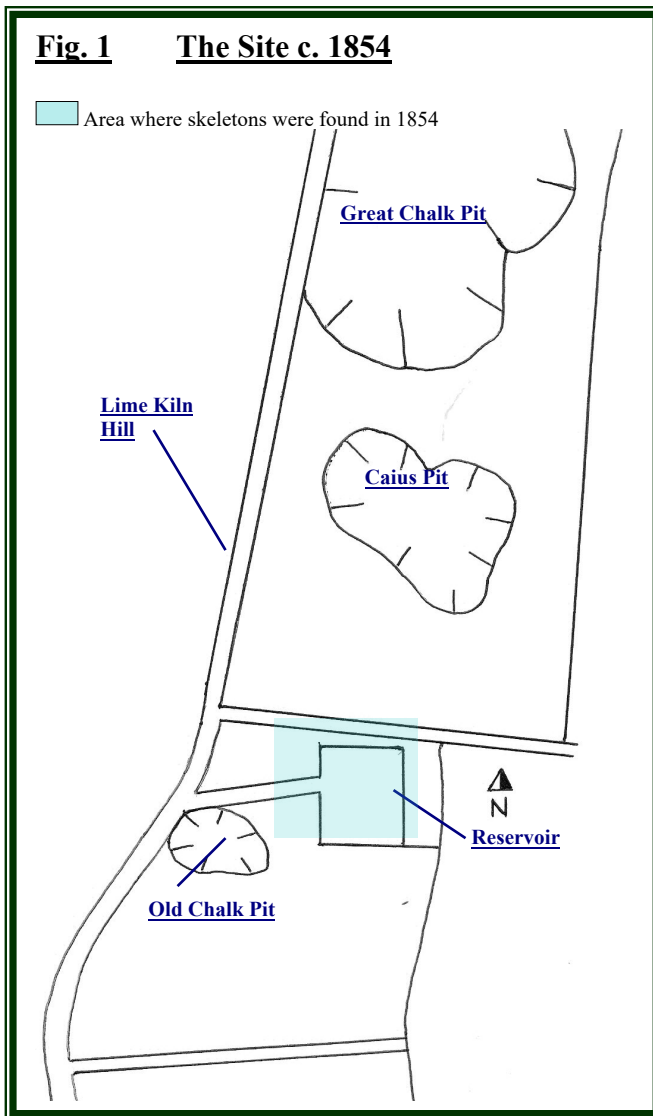 Fig. 1 The Site c. 1854
Area where skeletons were found in 1854
Great Chalk Pit
Lime Kiln
Hill
Caius Pit
N
Reservoir
Old Chalk Pit